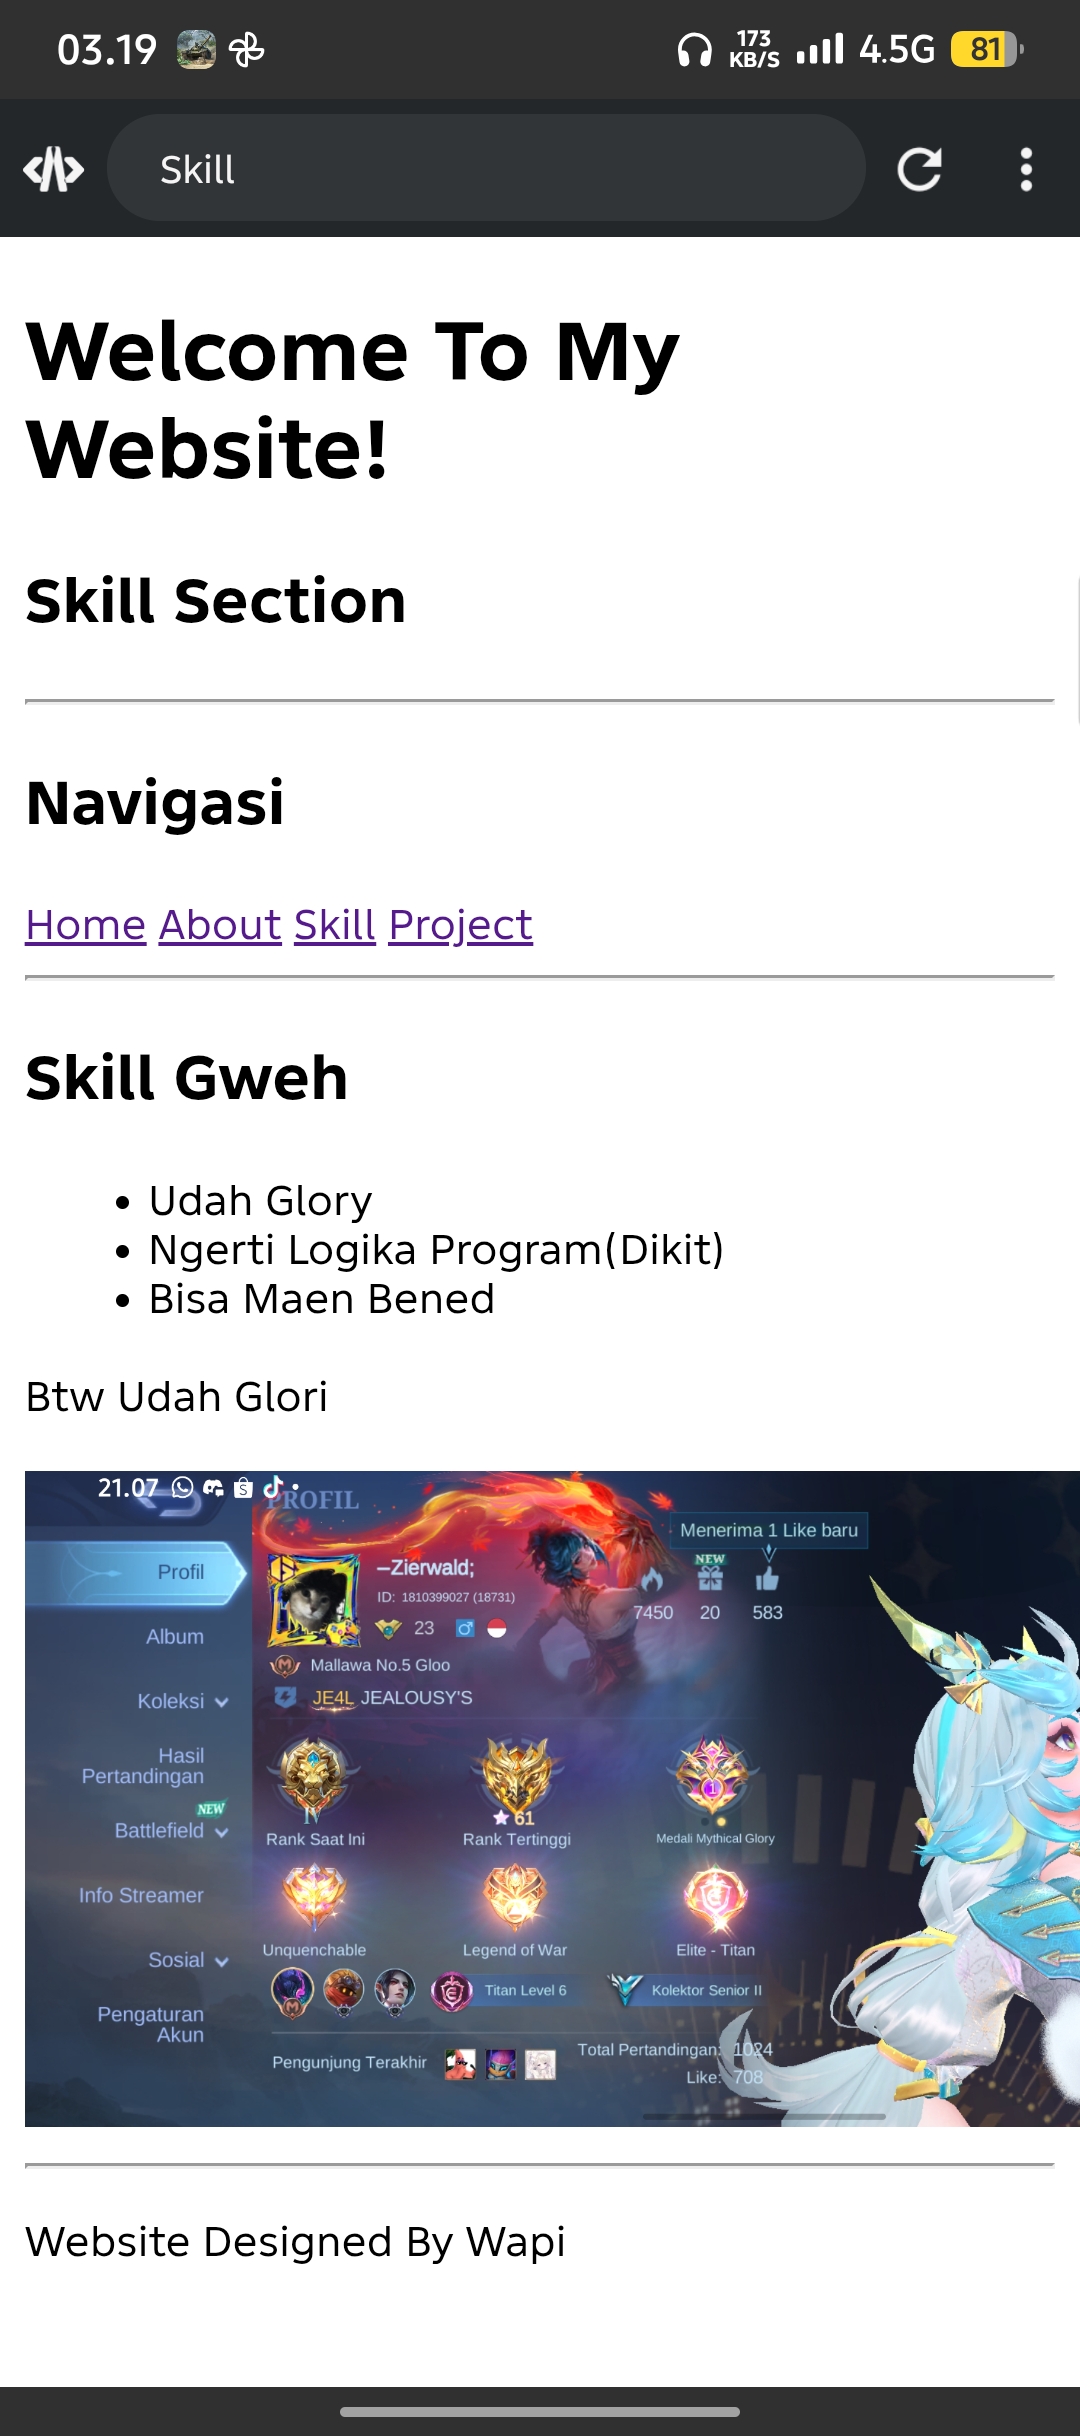 03.19
173
KB/S
4.5G
81
Skill
Welcome To My
Website!
Skill Section
Navigasi
Home About Skill Project
Skill Gweh
Udah Glory
Ngerti Logika Program(Dikit)
Bisa Maen Bened
Btw Udah Glori
21.07
PROFIL
Menerima 1 Like baru
Profil
–Zierwald;
NEW
ID: 1810399027 (18731)
7450 20 583
23
Album
Mallawa No.5 Gloo
JE4L JEALOUSY'S
Koleksi
Hasil
Pertandingan
NEW
Battlefield
IV
61
1
Rank Saat Ini
Rank Tertinggi
Medali Mythical Glory
Info Streamer
Unquenchable
Legend of War
Elite - Titan
Sosial
Titan Level 6
Kolektor Senior II
Pengaturan
Akun
Pengunjung Terakhir
Total Pertandingan: 1024
Like: 708
Website Designed By Wapi